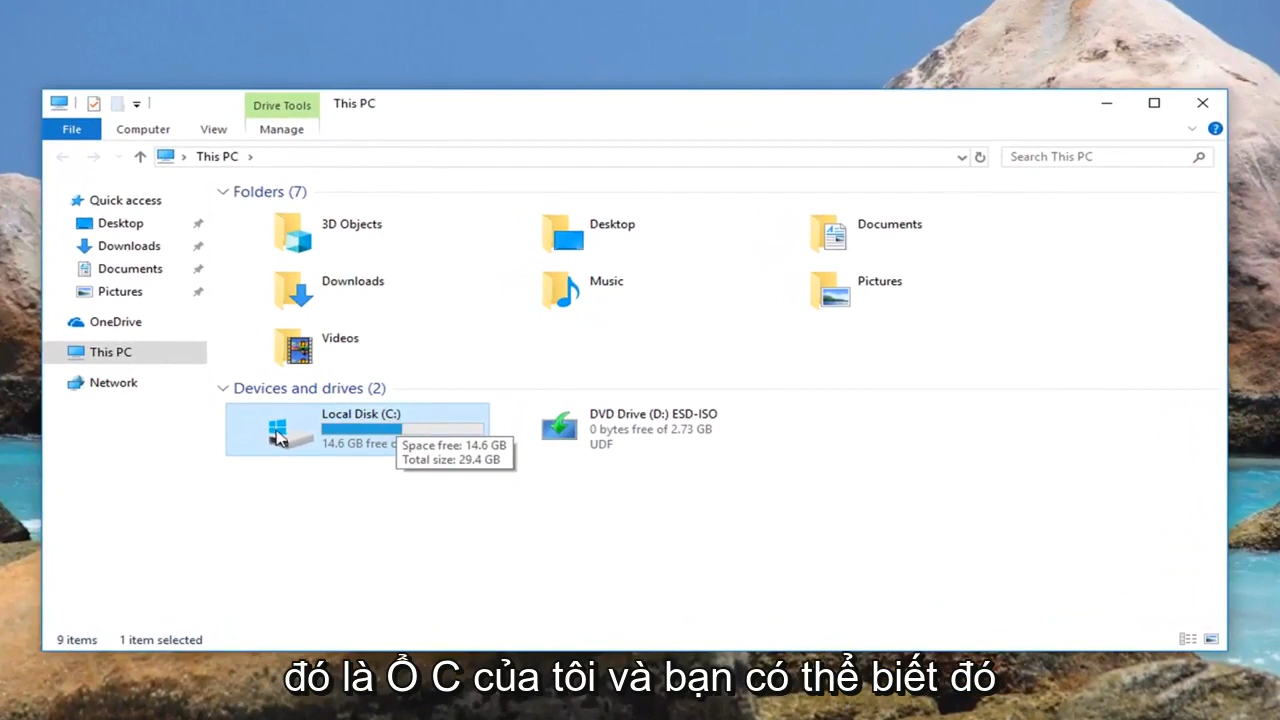 Drive Tools
This PC
File
Computer
View
Manage
This PC
Search This PC
Quick access
Desktop
Downloads
Documents
Pictures
OneDrive
This PC
Network
Folders (7)
3D Objects
Desktop
Documents
Downloads
Music
Pictures
Videos
Devices and drives (2)
Local Disk (C:)
14.6 GB free
Space free: 14.6 GB
Total size: 29.4 GB
DVD Drive (D:) ESD-ISO
0 bytes free of 2.73 GB
UDF
9 items
1 item selected
đó là Ổ C của tôi và bạn có thể biết đó